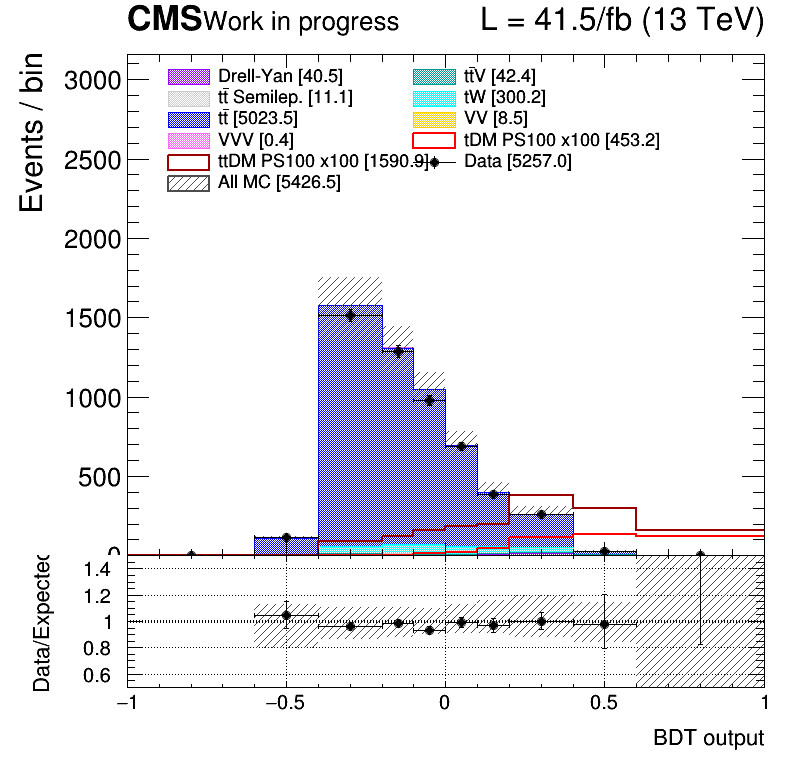 CMS Work in progress L = 41.5/fb (13 TeV)
Events / bin
3000
2500
2000
1500
1000
500
0
Drell-Yan [40.5] tt̄V [42.4]
tt̄ Semilep. [11.1] tW [300.2]
tt̄ [5023.5] VV [8.5]
VVV [0.4] tDM PS100 x100 [453.2]
ttDM PS100 x100 [1590.9] Data [5257.0]
All MC [5426.5]
Data/Expected
1.4
1.2
1
0.8
0.6
−1 −0.5 0 0.5 1
BDT output